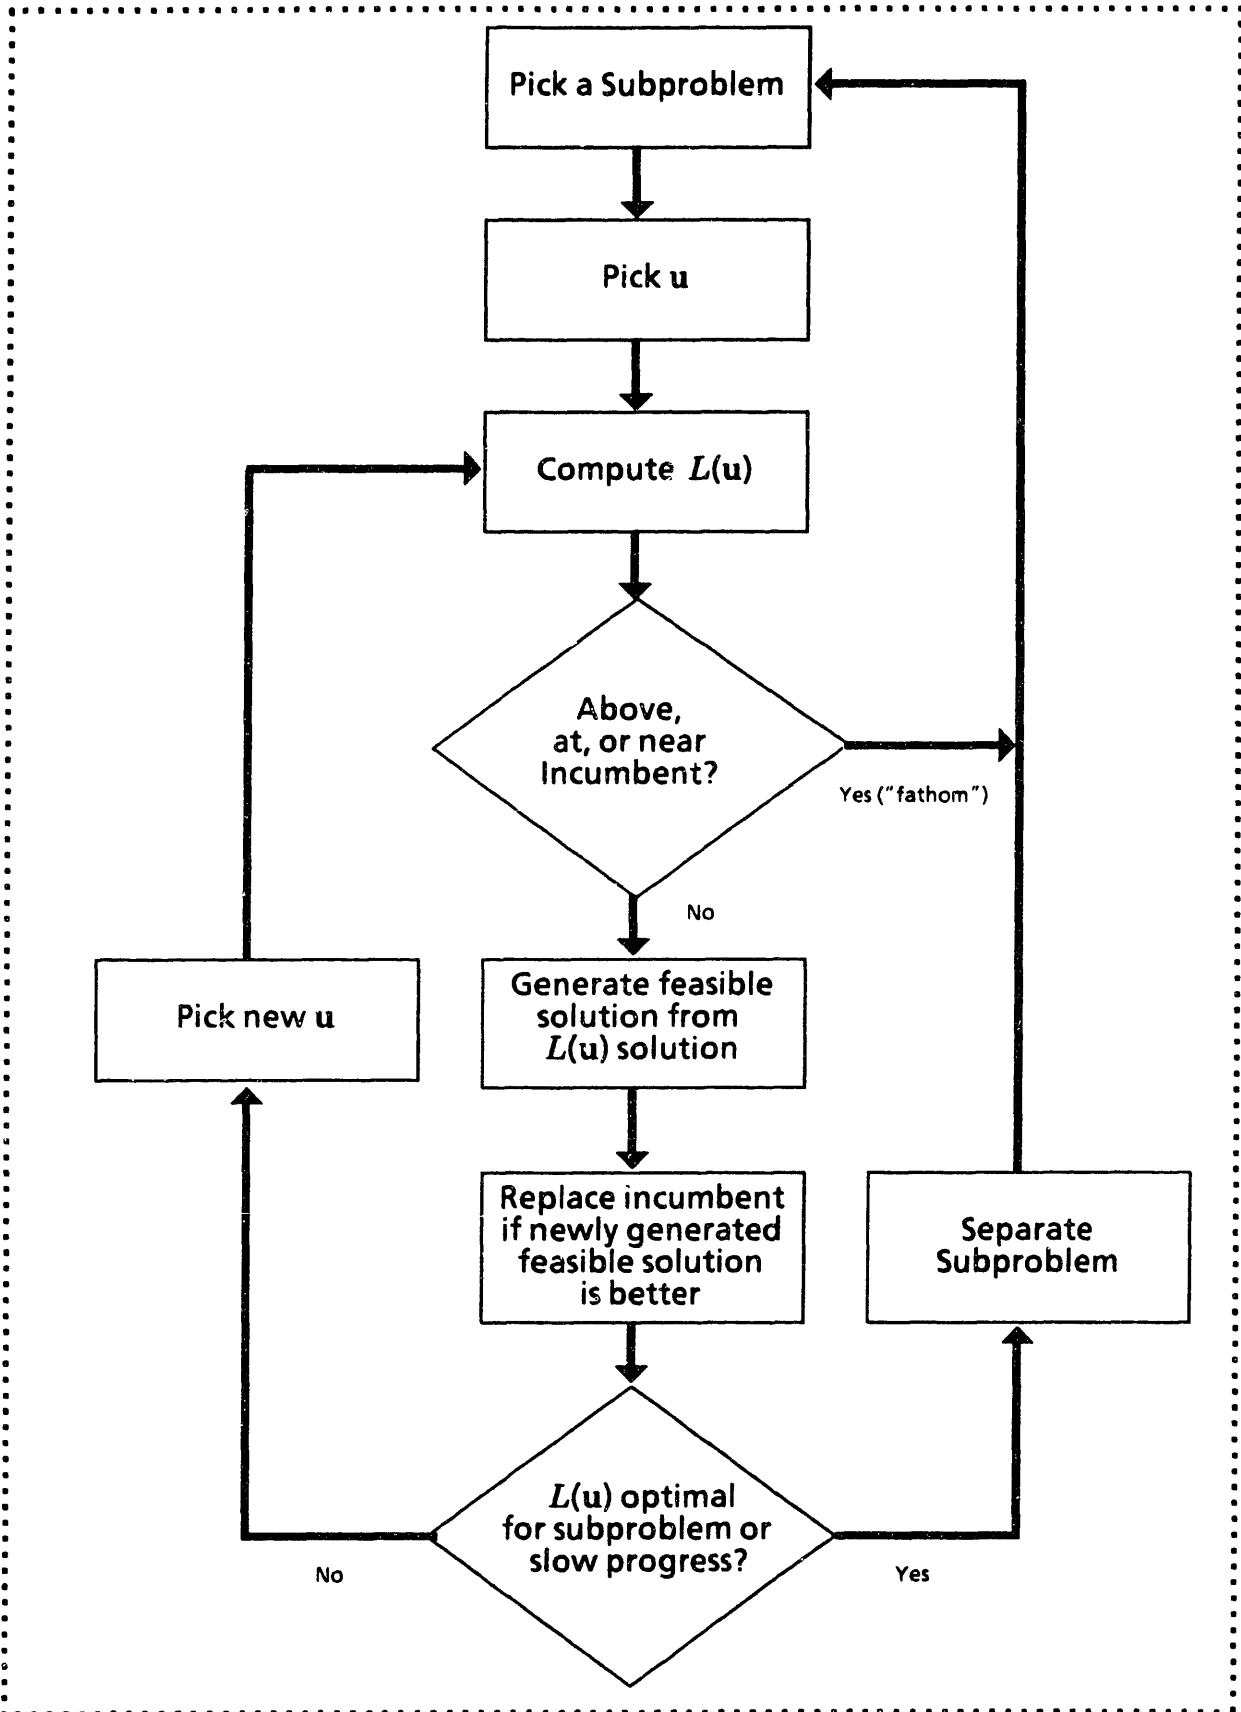 Pick a Subproblem
Pick u
Compute L(u)
Above,
at, or near
Incumbent?
Yes ("fathom")
No
Generate feasible
solution from
L(u) solution
Pick new u
Replace incumbent
if newly generated
feasible solution
is better
Separate
Subproblem
L(u) optimal
for subproblem or
slow progress?
No
Yes